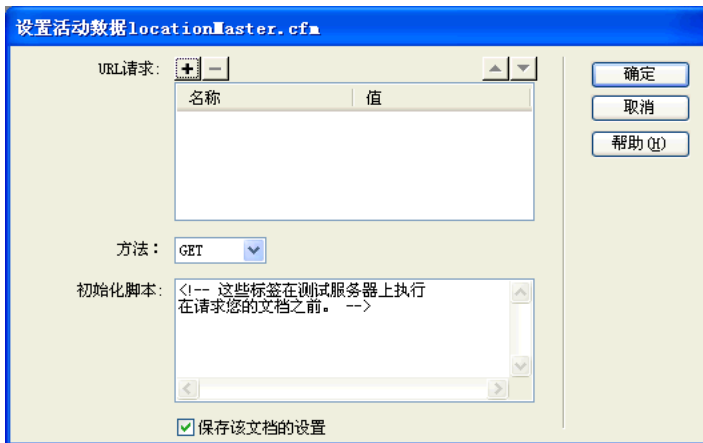 设置活动数据locationMaster.cfm
URL请求:
确定
名称 值
取消
帮助(H)
方法： GET
初始化脚本: <!-- 这些标签在测试服务器上执行
在请求您的文档之前。 -->
保存该文档的设置